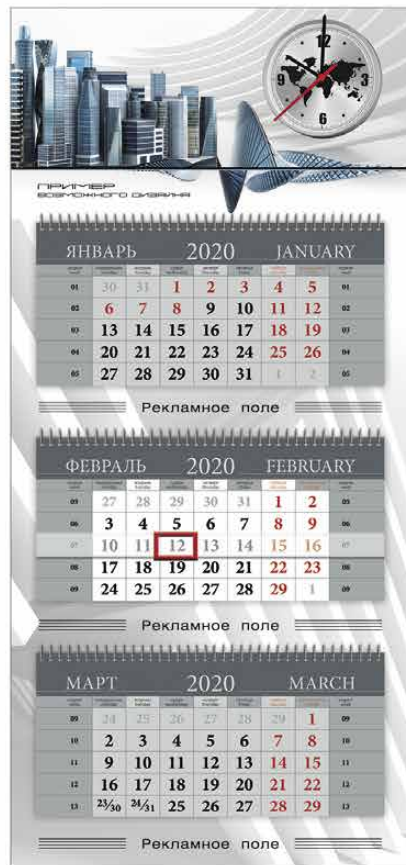 12
9 3
6
ПРИМЕР
ВОЗМОЖНОГО ДИЗАЙНА
ЯНВАРЬ 2020 JANUARY
01 30 31 1 2 3 4 5 01
02 6 7 8 9 10 11 12 02
03 13 14 15 16 17 18 19 03
04 20 21 22 23 24 25 26 04
05 27 28 29 30 31 1 2 05
Рекламное поле
ФЕВРАЛЬ 2020 FEBRUARY
05 27 28 29 30 31 1 2 05
06 3 4 5 6 7 8 9 06
07 10 11 12 13 14 15 16 07
08 17 18 19 20 21 22 23 08
09 24 25 26 27 28 29 1 09
Рекламное поле
МАРТ 2020 MARCH
09 24 25 26 27 28 29 1 09
10 2 3 4 5 6 7 8 10
11 9 10 11 12 13 14 15 11
12 16 17 18 19 20 21 22 12
13 23/30 24/31 25 26 27 28 29 13
Рекламное поле